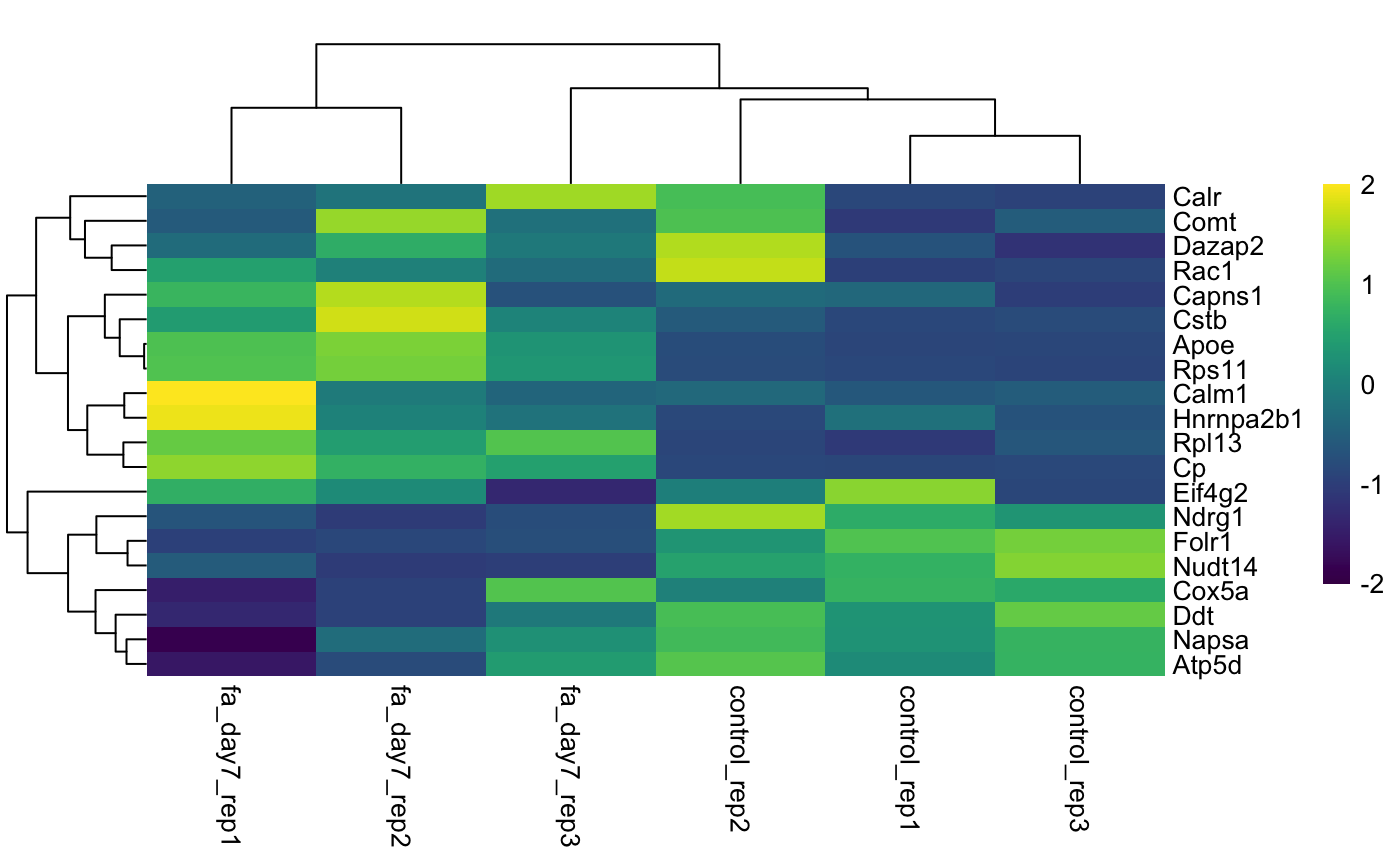 Calr
Comt
Dazap2
Rac1
Capns1
Cstb
Apoe
Rps11
Calm1
Hnrnpa2b1
Rpl13
Cp
Eif4g2
Ndrg1
Folr1
Nudt14
Cox5a
Ddt
Napsa
Atp5d
2
1
0
-1
-2
fa_day7_rep1
fa_day7_rep2
fa_day7_rep3
control_rep2
control_rep1
control_rep3